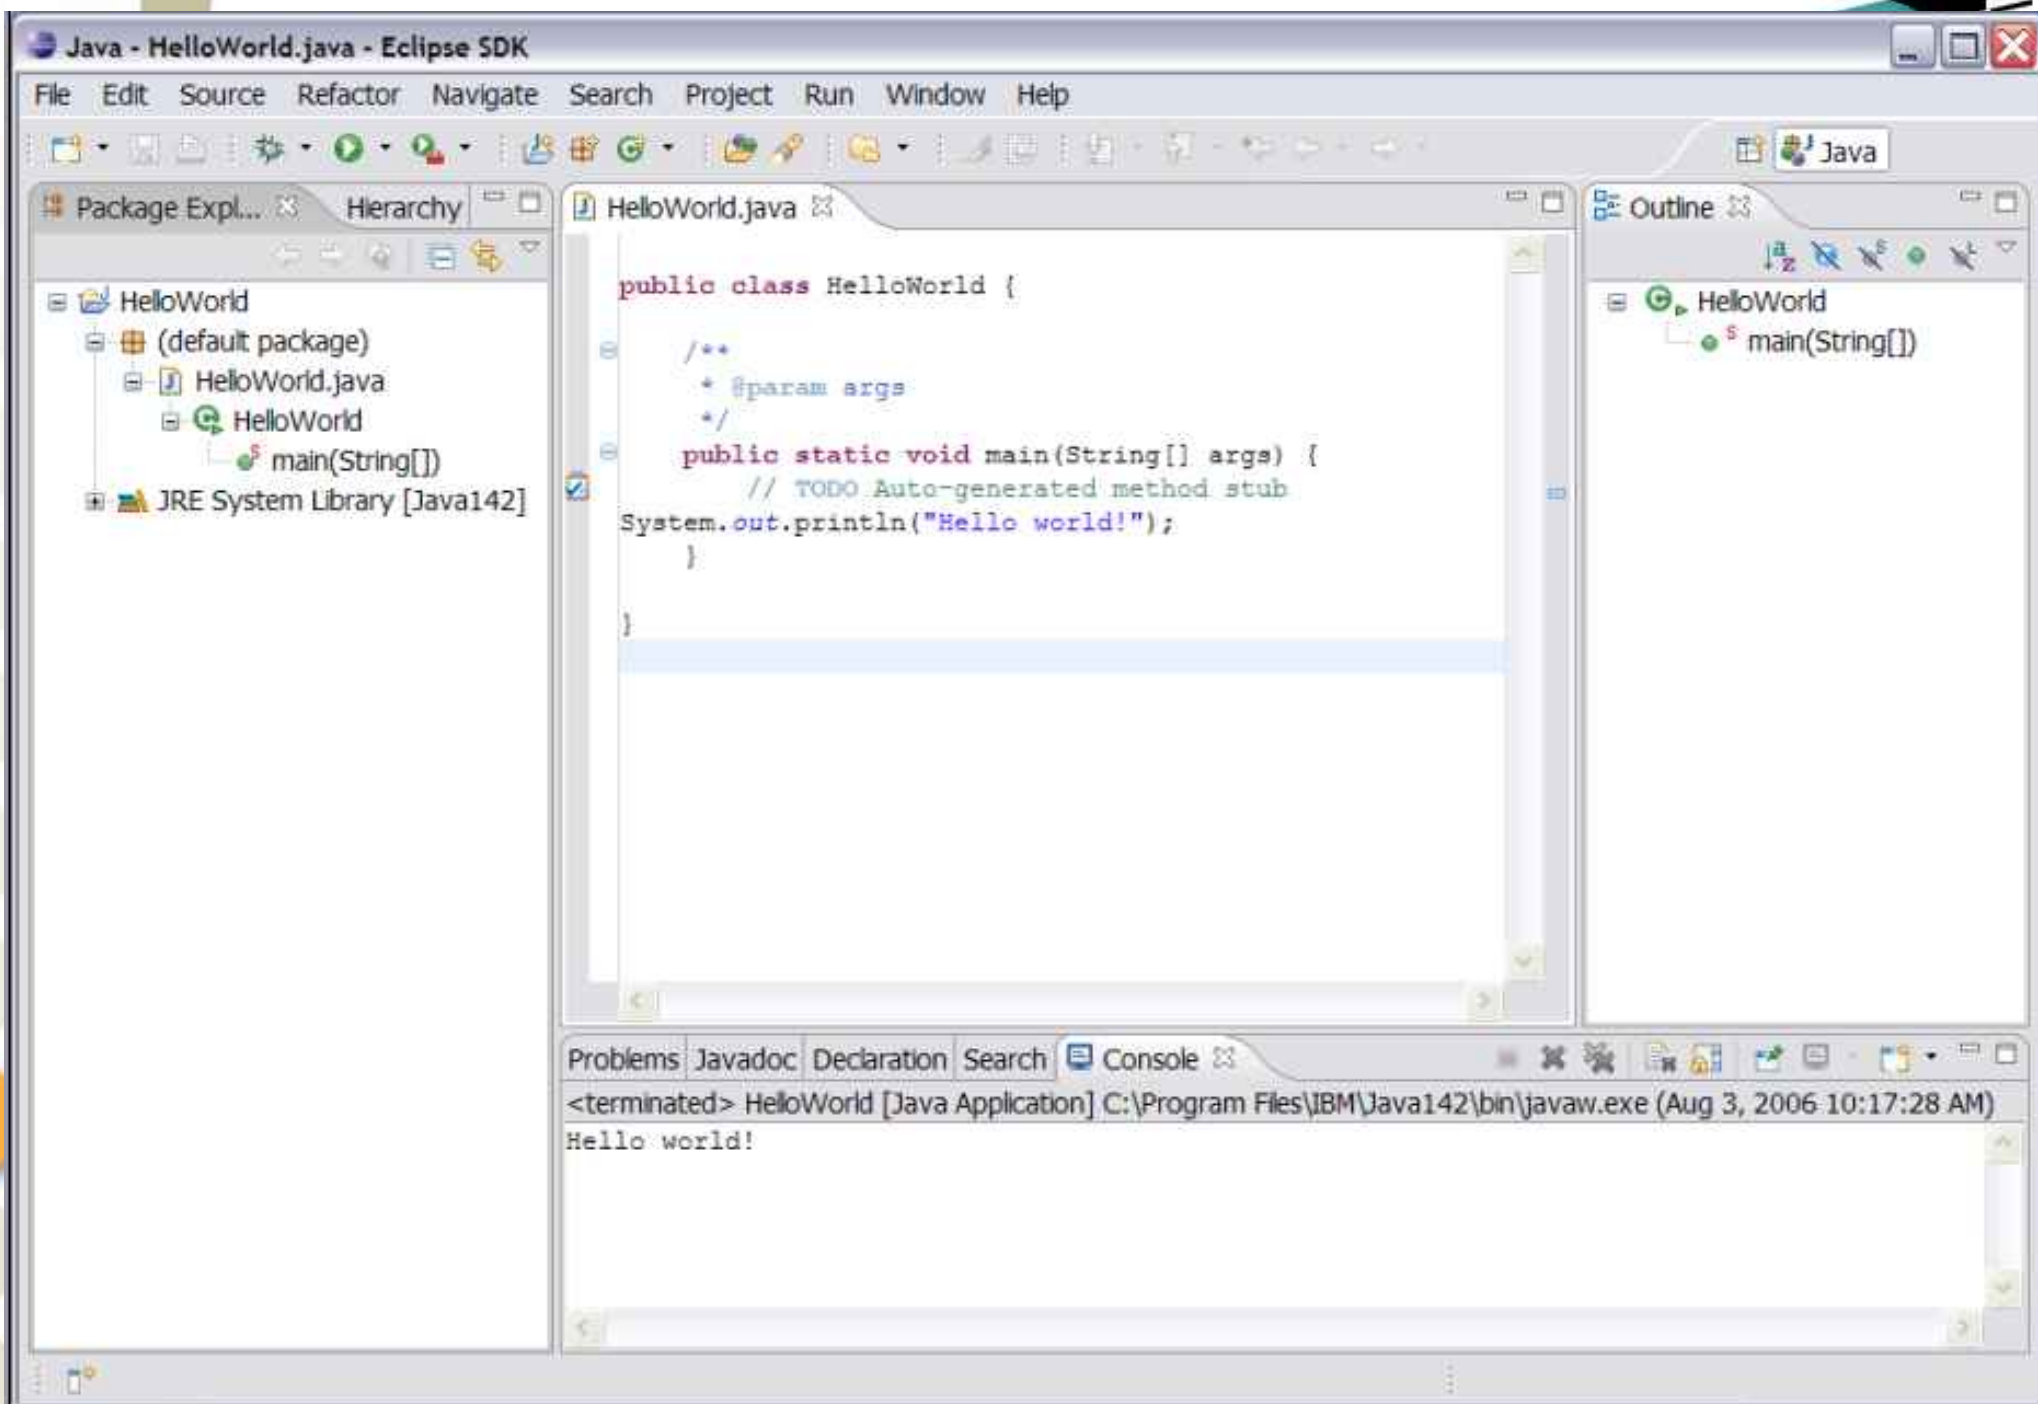 Java - HelloWorld.java - Eclipse SDK
File Edit Source Refactor Navigate Search Project Run Window Help
Java
Package Expl... Hierarchy
HelloWorld
(default package)
HelloWorld.java
HelloWorld
main(String[])
JRE System Library [Java142]
HelloWorld.java
public class HelloWorld {
/**
* @param args
*/
public static void main(String[] args) {
// TODO Auto-generated method stub
System.out.println("Hello world!");
}
}
Outline
HelloWorld
main(String[])
Problems Javadoc Declaration Search Console
<terminated> HelloWorld [Java Application] C:\Program Files\IBM\Java142\bin\javaw.exe (Aug 3, 2006 10:17:28 AM)
Hello world!